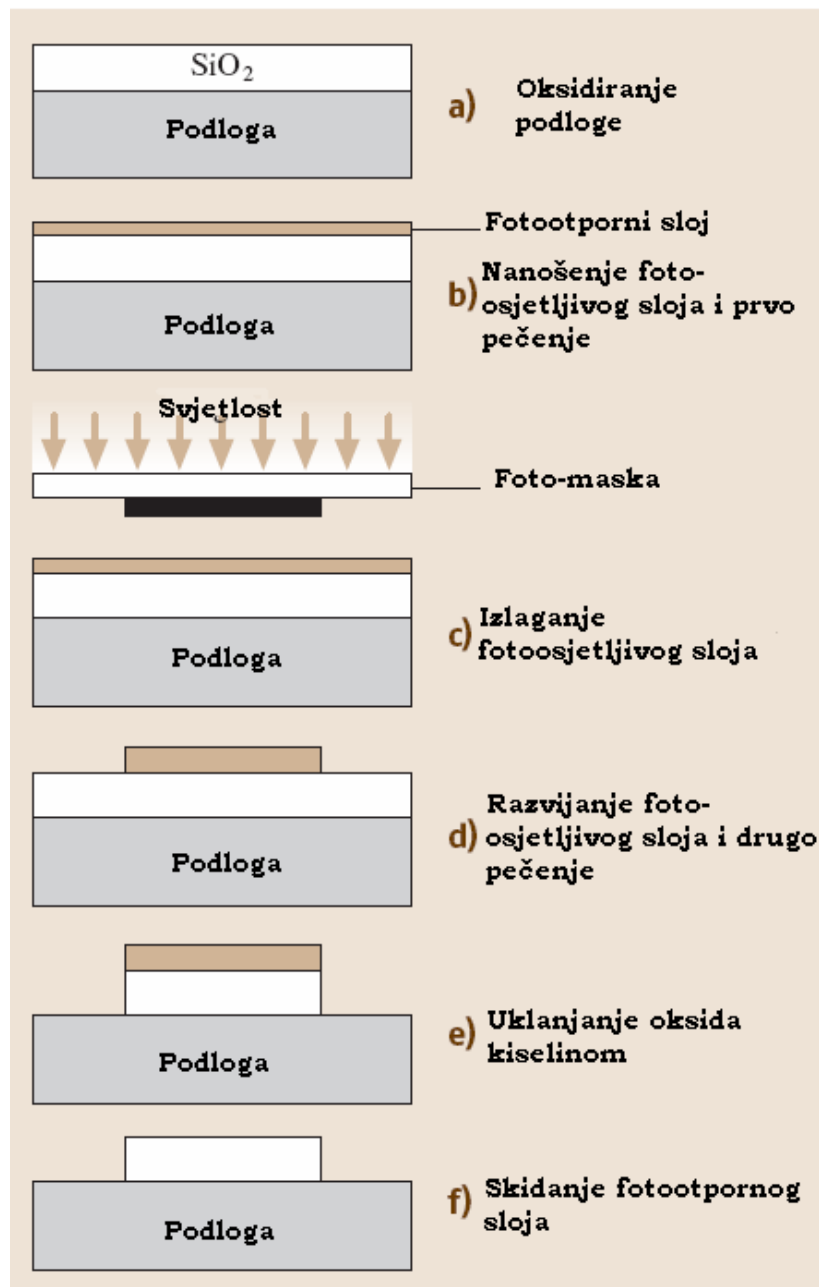 SiO₂
Podloga
a) Oksidiranje
podloge
Fotootporni sloj
Podloga
b) Nanošenje foto-
osjetljivog sloja i prvo
pečenje
Svjetlost
Foto-maska
Podloga
c) Izlaganje
fotoosjetljivog sloja
Podloga
d) Razvijanje foto-
osjetljivog sloja i drugo
pečenje
Podloga
e) Uklanjanje oksida
kiselinom
Podloga
f) Skidanje fotootpornog
sloja